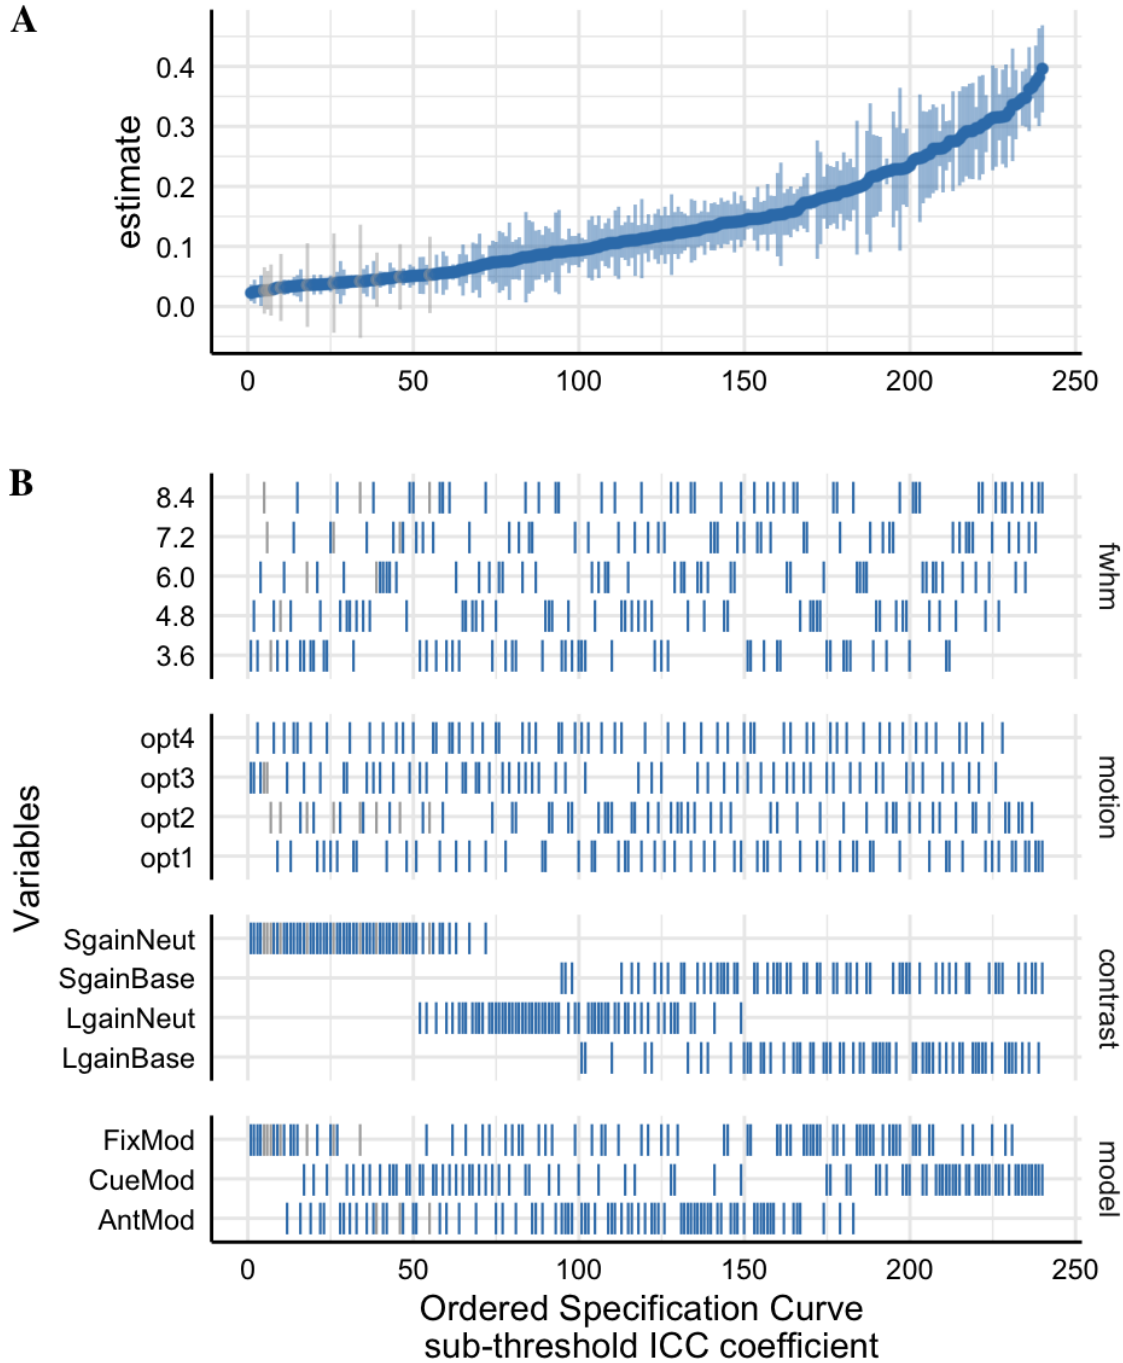 A
0.4
0.3
0.2
0.1
0.0
estimate
0 50 100 150 200 250
B
8.4
7.2
6.0
4.8
3.6
fwhm
opt4
opt3
opt2
opt1
motion
Variables
SgainNeut
SgainBase
LgainNeut
LgainBase
contrast
FixMod
CueMod
AntMod
model
0 50 100 150 200 250
Ordered Specification Curve
sub-threshold ICC coefficient